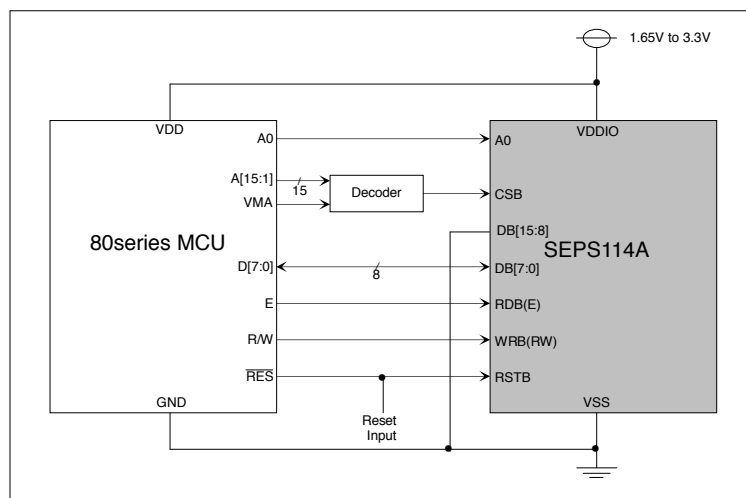 1.65V to 3.3V
VDD
VDDIO
A0
A0
A[15:1]
15
Decoder
CSB
VMA
DB[15:8]
80series MCU
SEPS114A
D[7:0]
8
DB[7:0]
E
RDB(E)
R/W
WRB(RW)
RES
RSTB
GND
Reset
Input
VSS